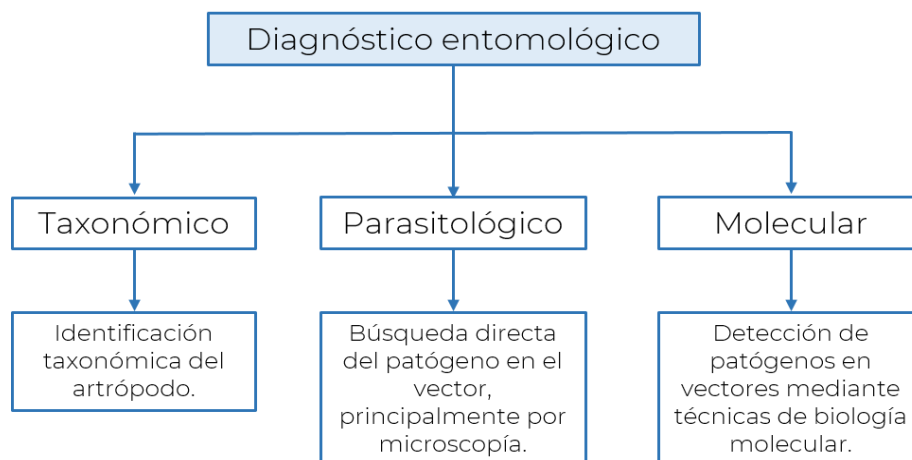 Diagnóstico entomológico
Taxonómico
Parasitológico
Molecular
Identificación
taxonómica del
artrópodo.
Búsqueda directa
del patógeno en el
vector,
principalmente por
microscopía.
Detección de
patógenos en
vectores mediante
técnicas de biología
molecular.